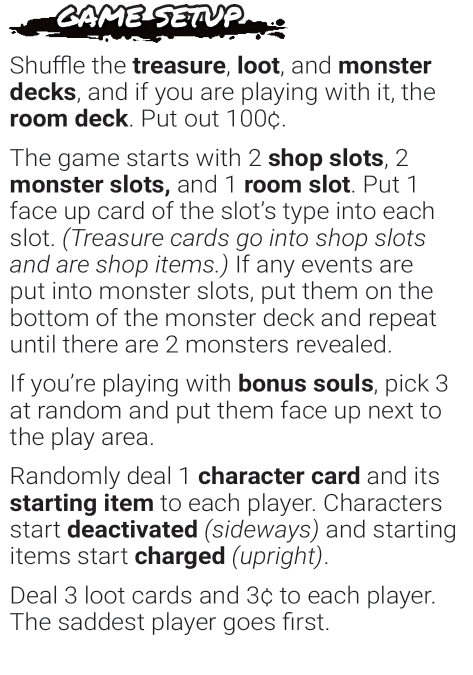 GAME SETUP
Shuffle the treasure, loot, and monster
decks, and if you are playing with it, the
room deck. Put out 100¢.
The game starts with 2 shop slots, 2
monster slots, and 1 room slot. Put 1
face up card of the slot’s type into each
slot. (Treasure cards go into shop slots
and are shop items.) If any events are
put into monster slots, put them on the
bottom of the monster deck and repeat
until there are 2 monsters revealed.
If you’re playing with bonus souls, pick 3
at random and put them face up next to
the play area.
Randomly deal 1 character card and its
starting item to each player. Characters
start deactivated (sideways) and starting
items start charged (upright).
Deal 3 loot cards and 3¢ to each player.
The saddest player goes first.